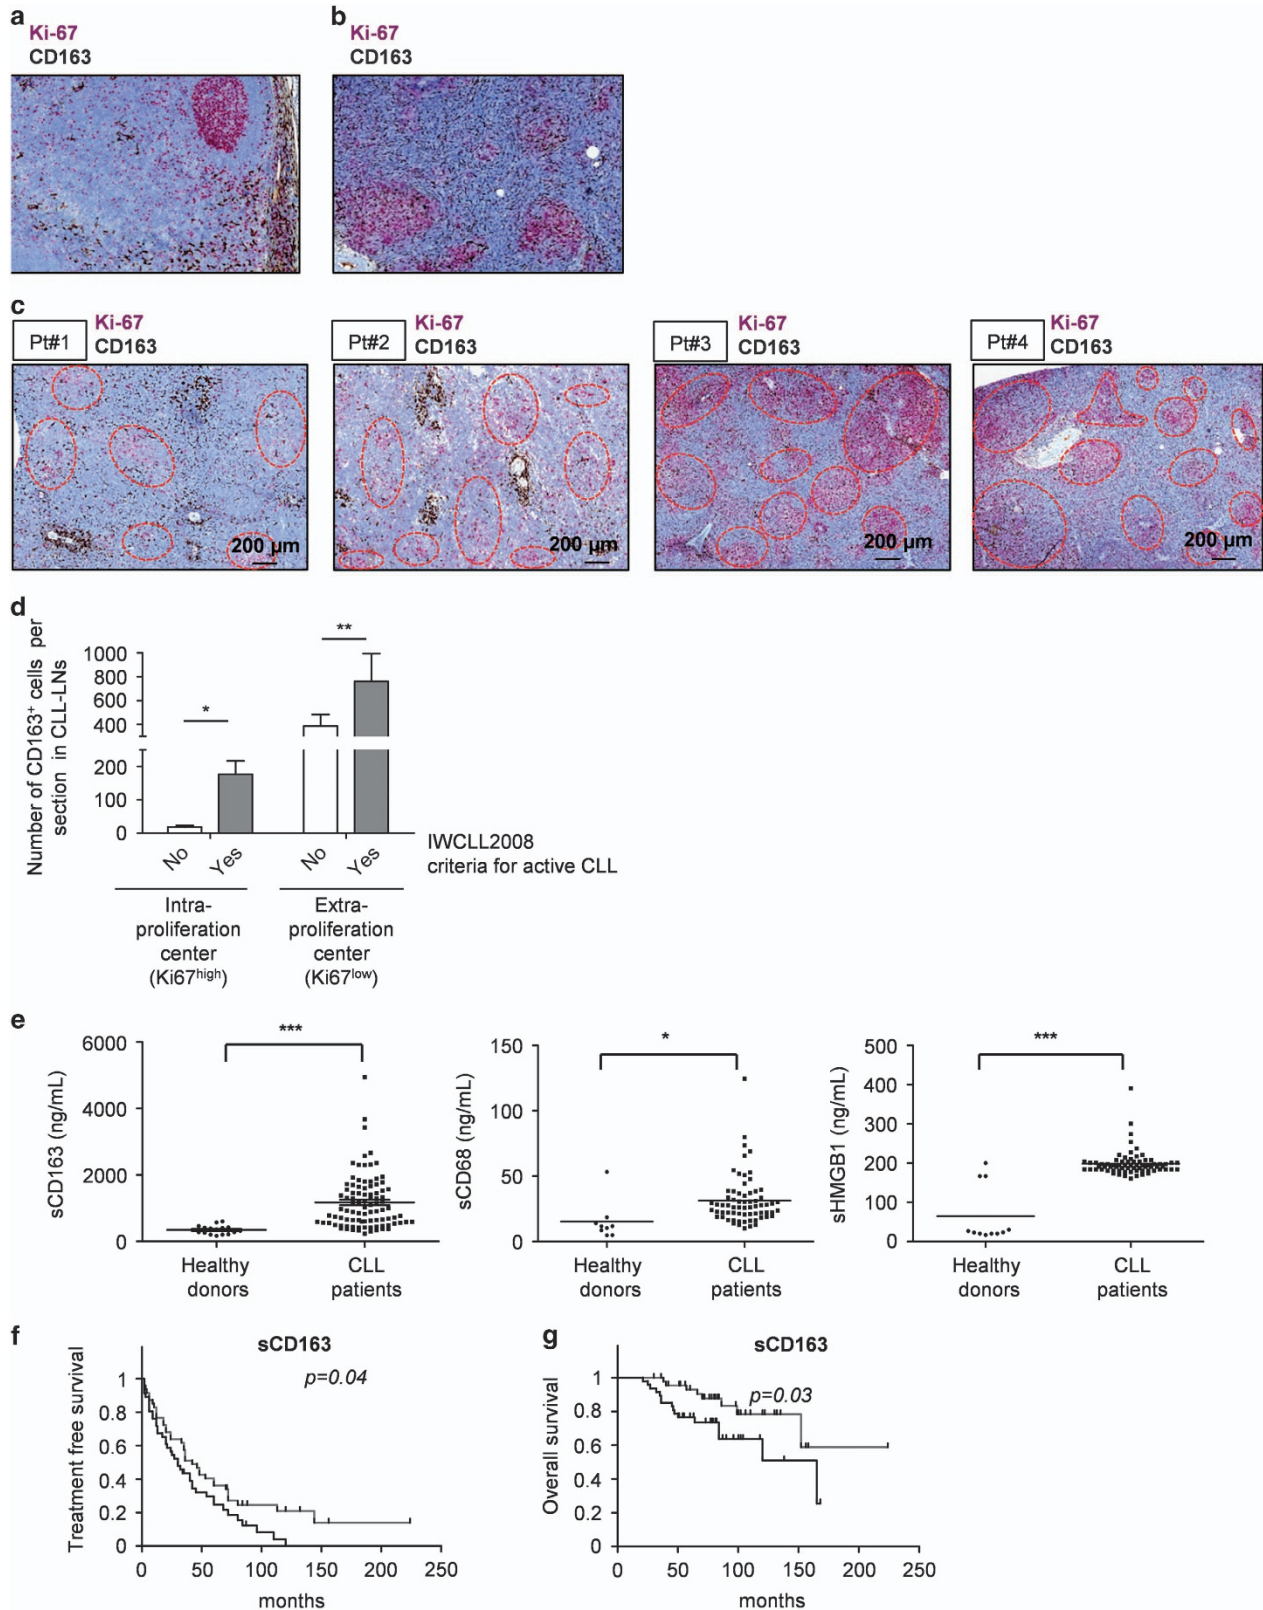 a
Ki-67
CD163
b
Ki-67
CD163
c
Pt#1
Ki-67
CD163
200 µm
Pt#2
Ki-67
CD163
200 µm
Pt#3
Ki-67
CD163
200 µm
Pt#4
Ki-67
CD163
200 µm
d
Number of CD163⁺ cells per
section in CLL-LNs
1000
800
600
400
200
100
0
*
**
No
Yes
No
Yes
IWCLL2008
criteria for active CLL
Intra-
proliferation
center
(Ki67ʰⁱᵍʰ)
Extra-
proliferation
center
(Ki67ˡᵒʷ)
e
sCD163 (ng/mL)
6000
4000
2000
0
***
Healthy
donors
CLL
patients
sCD68 (ng/mL)
150
100
50
0
*
Healthy
donors
CLL
patients
sHMGB1 (ng/mL)
500
400
300
200
100
0
***
Healthy
donors
CLL
patients
f
sCD163
p=0.04
Treatment free survival
1
0.8
0.6
0.4
0.2
0
0
50
100
150
200
250
months
g
sCD163
p=0.03
Overall survival
1
0.8
0.6
0.4
0.2
0
0
50
100
150
200
250
months